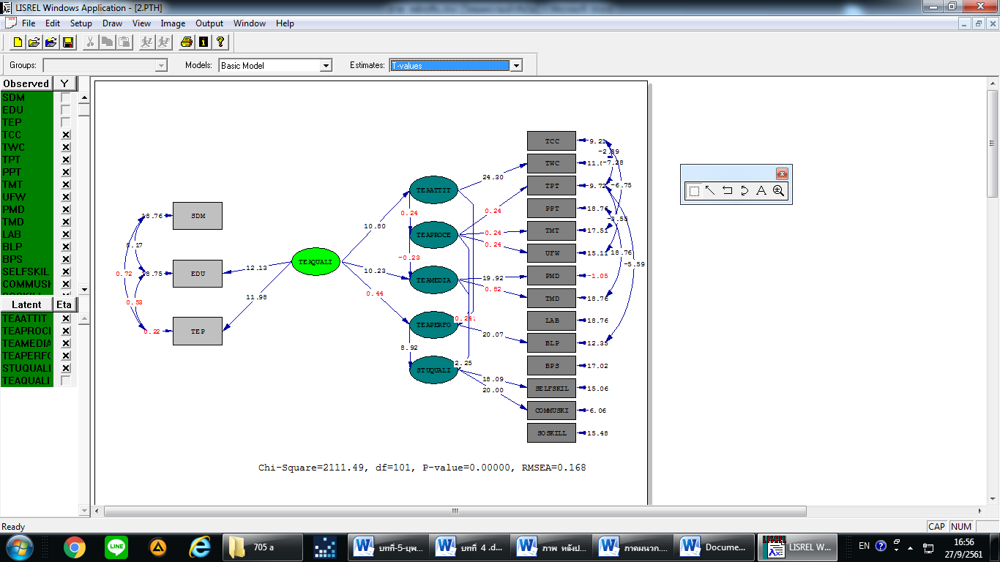 LISREL Windows Application - [2.PTH]
File Edit Setup Draw View Image Output Window Help
Groups: Models: Basic Model Estimates: T-values
Observed Y
SDM
EDU
TEP
TCC
TWC
TPT
PPT
TMT
UFW
PMD
TMD
LAB
BLP
BPS
SELFSKIL
COMMUSKI
Latent Eta
TEAATTIT
TEAPROCE
TEAMEDIA
TEAPERFO
STUQUALI
TEAQUALI
TCC 9.21
-2.89
TWC -7.28
24.30
TPT 9.72 -6.75
TEAATTIT
PPT 18.76
0.24 0.24
18.76 SDM -3.55
10.80
TMT 17.51
TEAPROCE 0.24
0.24
8.17
UFW 15.11 18.76
-0.23
TEAQUALI -5.59
12.13
0.72 18.75 EDU 10.23 19.92 PMD -1.05
TEAMEDIA
0.82
0.44
11.98 TMD 18.76
0.53
0.241
LAB 18.76
TEAPERFO
0.22 TEP 20.07
BLP 12.35
8.92
2.25 BPS 17.02
STUQUALI
18.09
SELFSKIL 15.06
20.00
COMMUSKI 6.06
SOSKILL 15.48
Chi-Square=2111.49, df=101, P-value=0.00000, RMSEA=0.168
Ready CAP NUM
705 a บทที่-5-บุพ... บทที่ 4 .d... ภาพ หลังป... ภาคผนวก.... Docume... LISREL W... EN 16:56
27/9/2561